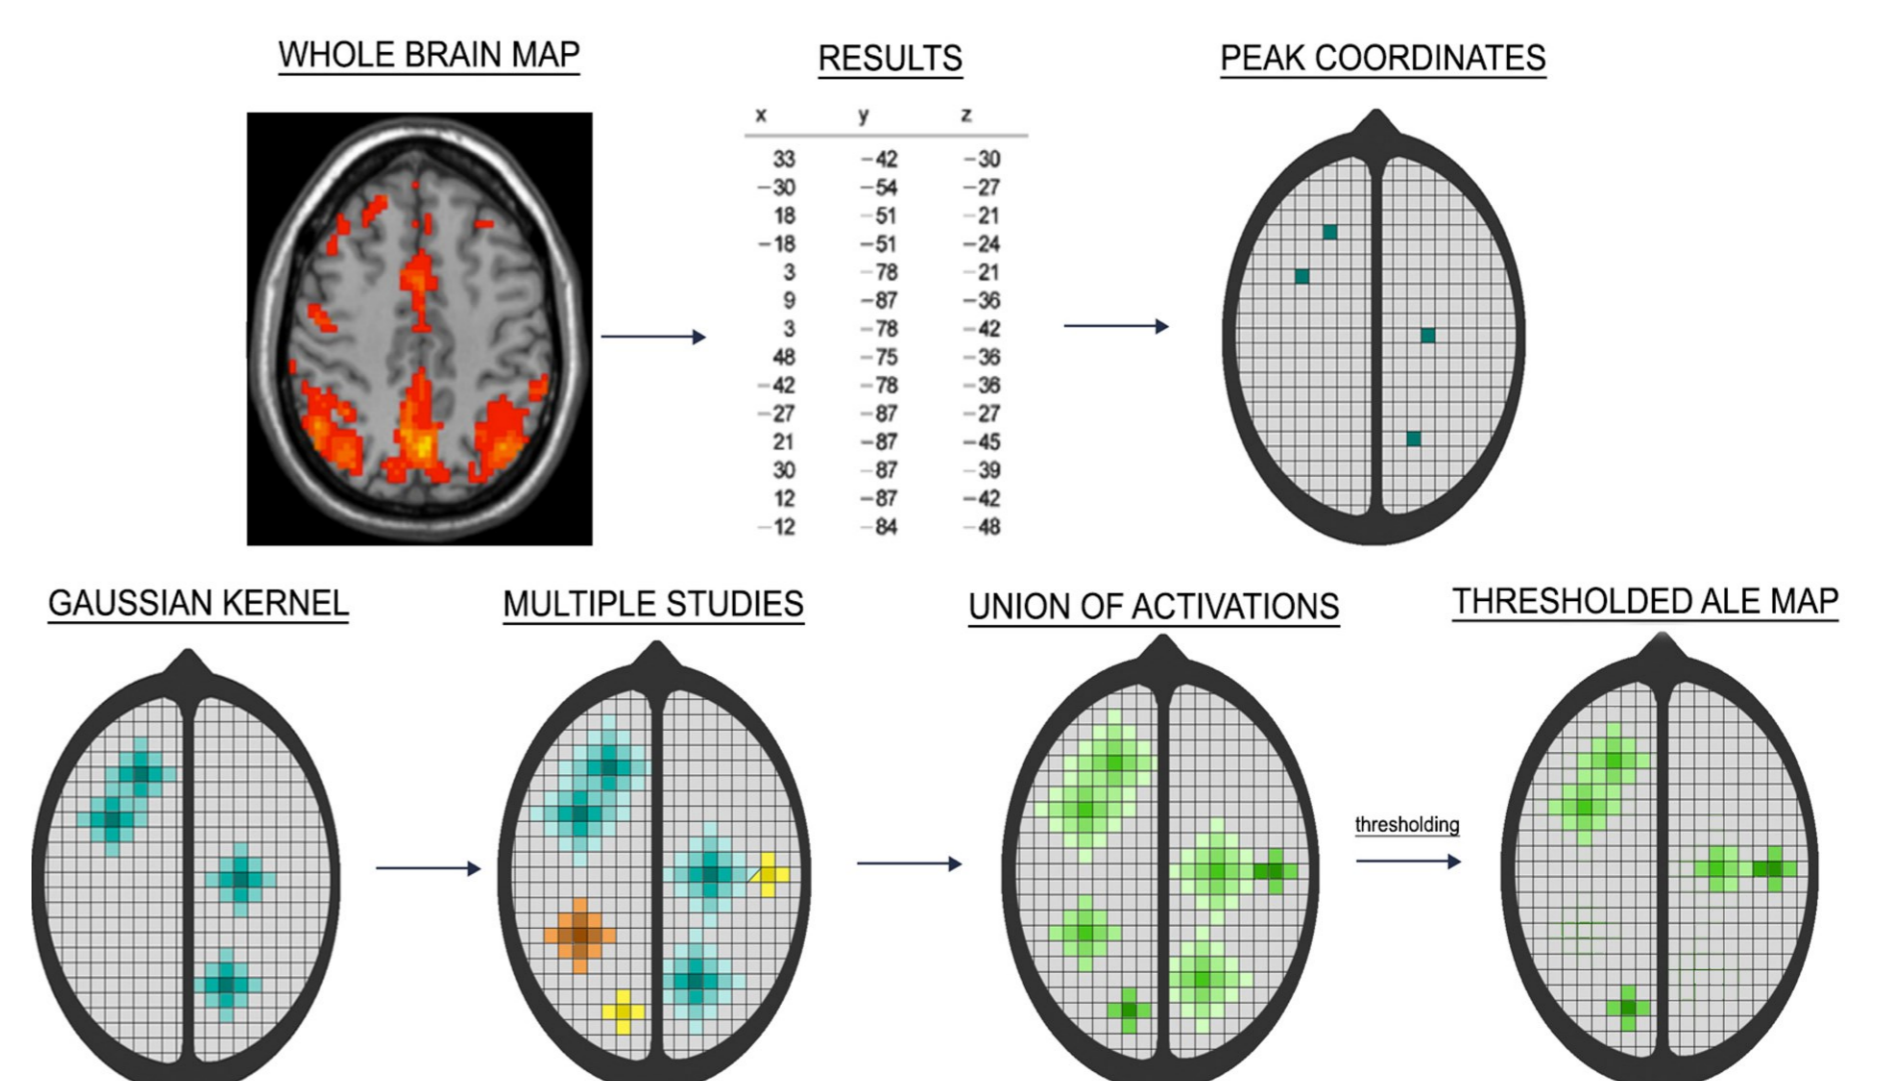 WHOLE BRAIN MAP
RESULTS
PEAK COORDINATES
x y z
33 −42 −30
−30 −54 −27
18 −51 −21
−18 −51 −24
3 −78 −21
9 −87 −36
3 −78 −42
48 −75 −36
−42 −78 −36
−27 −87 −27
21 −87 −45
30 −87 −39
12 −87 −42
−12 −84 −48
GAUSSIAN KERNEL
MULTIPLE STUDIES
UNION OF ACTIVATIONS
THRESHOLDED ALE MAP
thresholding